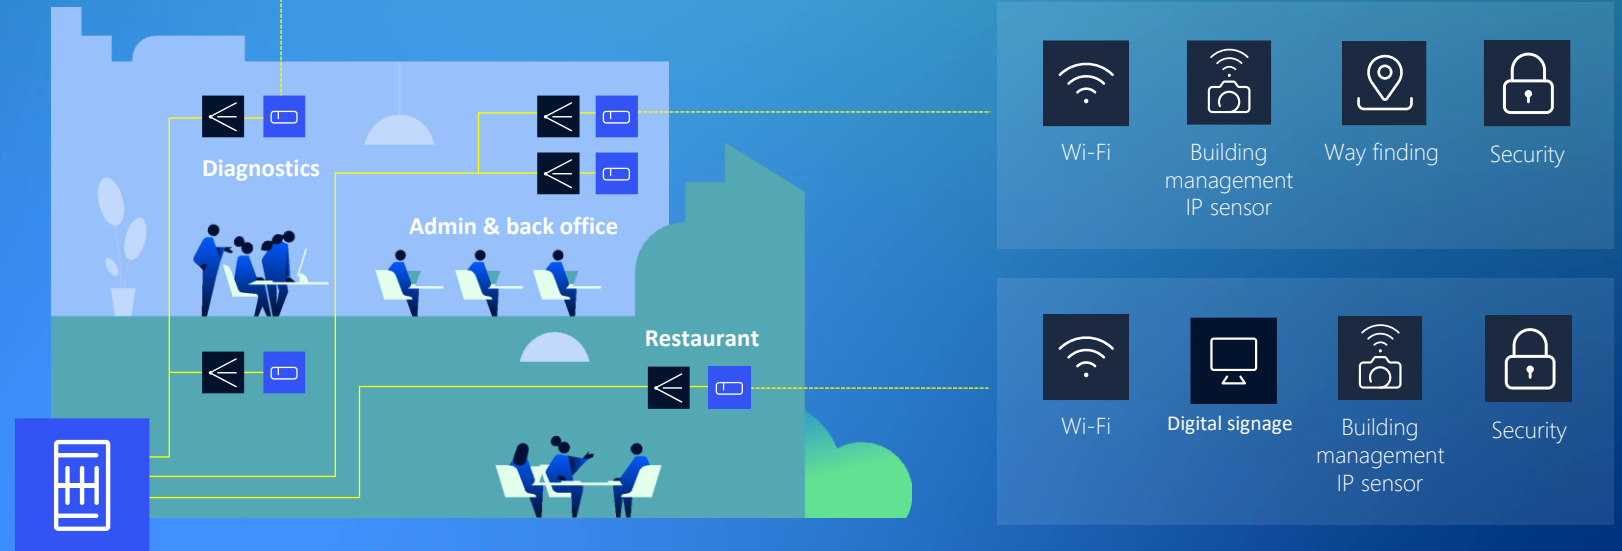 Diagnostics
Admin & back office
Restaurant
Wi-Fi
Building
management
IP sensor
Way finding
Security
Wi-Fi
Digital signage
Building
management
IP sensor
Security